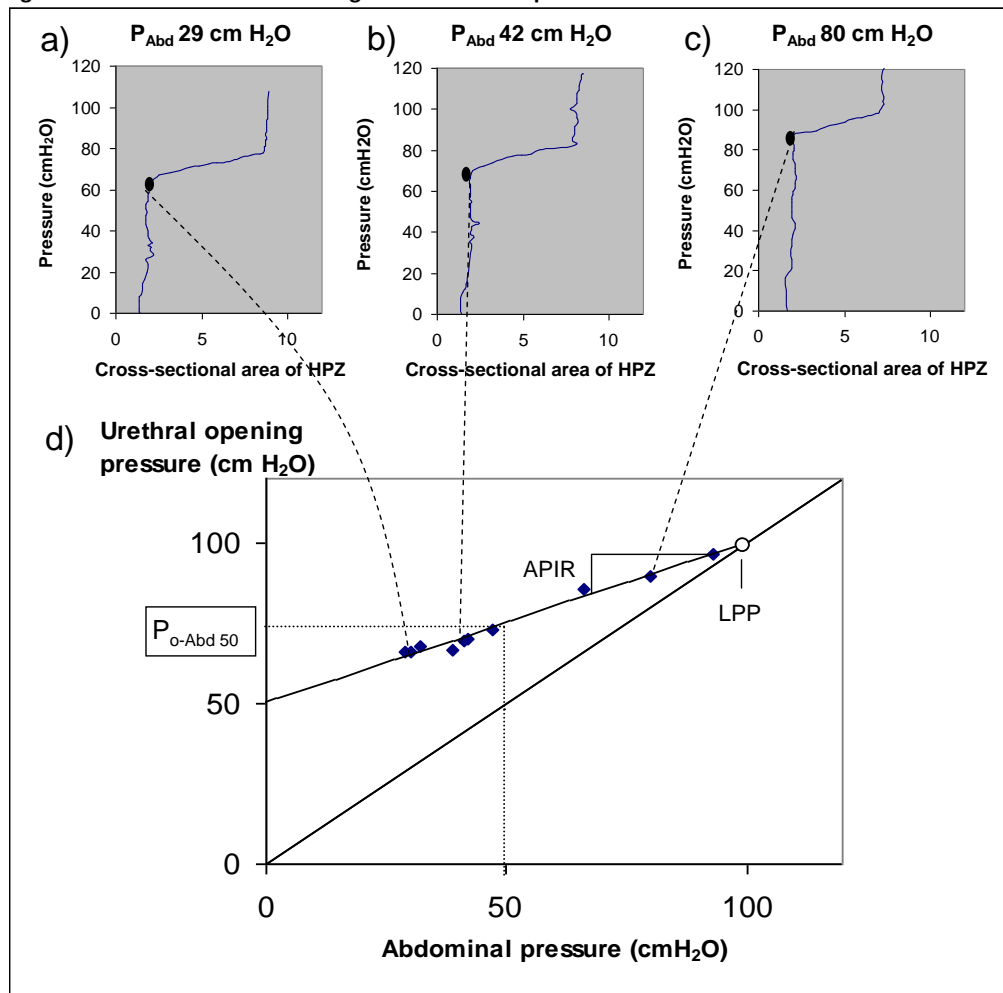 a) P_Abd 29 cm H₂O
b) P_Abd 42 cm H₂O
c) P_Abd 80 cm H₂O
Pressure (cmH₂O)
120
100
80
60
40
20
0
0 5 10
Cross-sectional area of HPZ
Pressure (cmH2O)
120
100
80
60
40
20
0
0 5 10
Cross-sectional area of HPZ
Pressure (cmH2O)
120
100
80
60
40
20
0
0 5 10
Cross-sectional area of HPZ
d) Urethral opening
pressure (cm H₂O)
100
50
0
APIR
LPP
P_o-Abd 50
0 50 100
Abdominal pressure (cmH₂O)